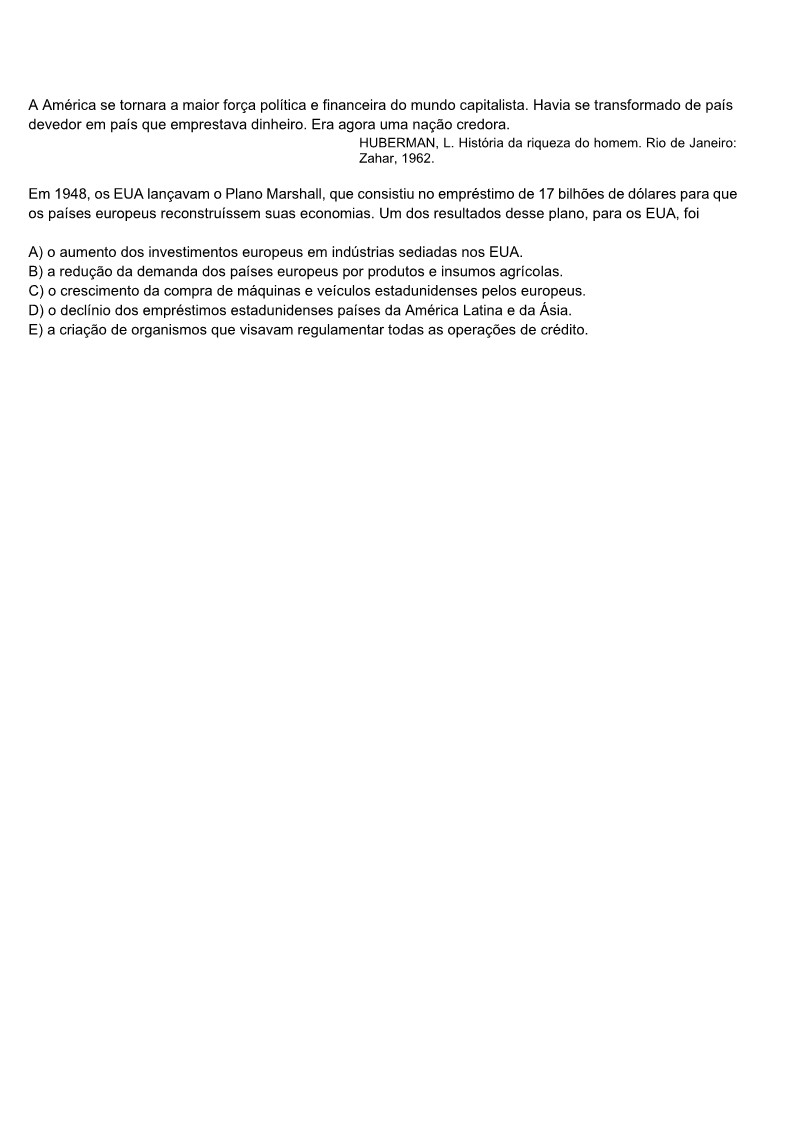 A América se tornara a maior força política e financeira do mundo capitalista. Havia se transformado de país
devedor em país que emprestava dinheiro. Era agora uma nação credora.
HUBERMAN, L. História da riqueza do homem. Rio de Janeiro:
Zahar, 1962.
Em 1948, os EUA lançavam o Plano Marshall, que consistiu no empréstimo de 17 bilhões de dólares para que
os países europeus reconstruíssem suas economias. Um dos resultados desse plano, para os EUA, foi
A) o aumento dos investimentos europeus em indústrias sediadas nos EUA.
B) a redução da demanda dos países europeus por produtos e insumos agrícolas.
C) o crescimento da compra de máquinas e veículos estadunidenses pelos europeus.
D) o declínio dos empréstimos estadunidenses países da América Latina e da Ásia.
E) a criação de organismos que visavam regulamentar todas as operações de crédito.